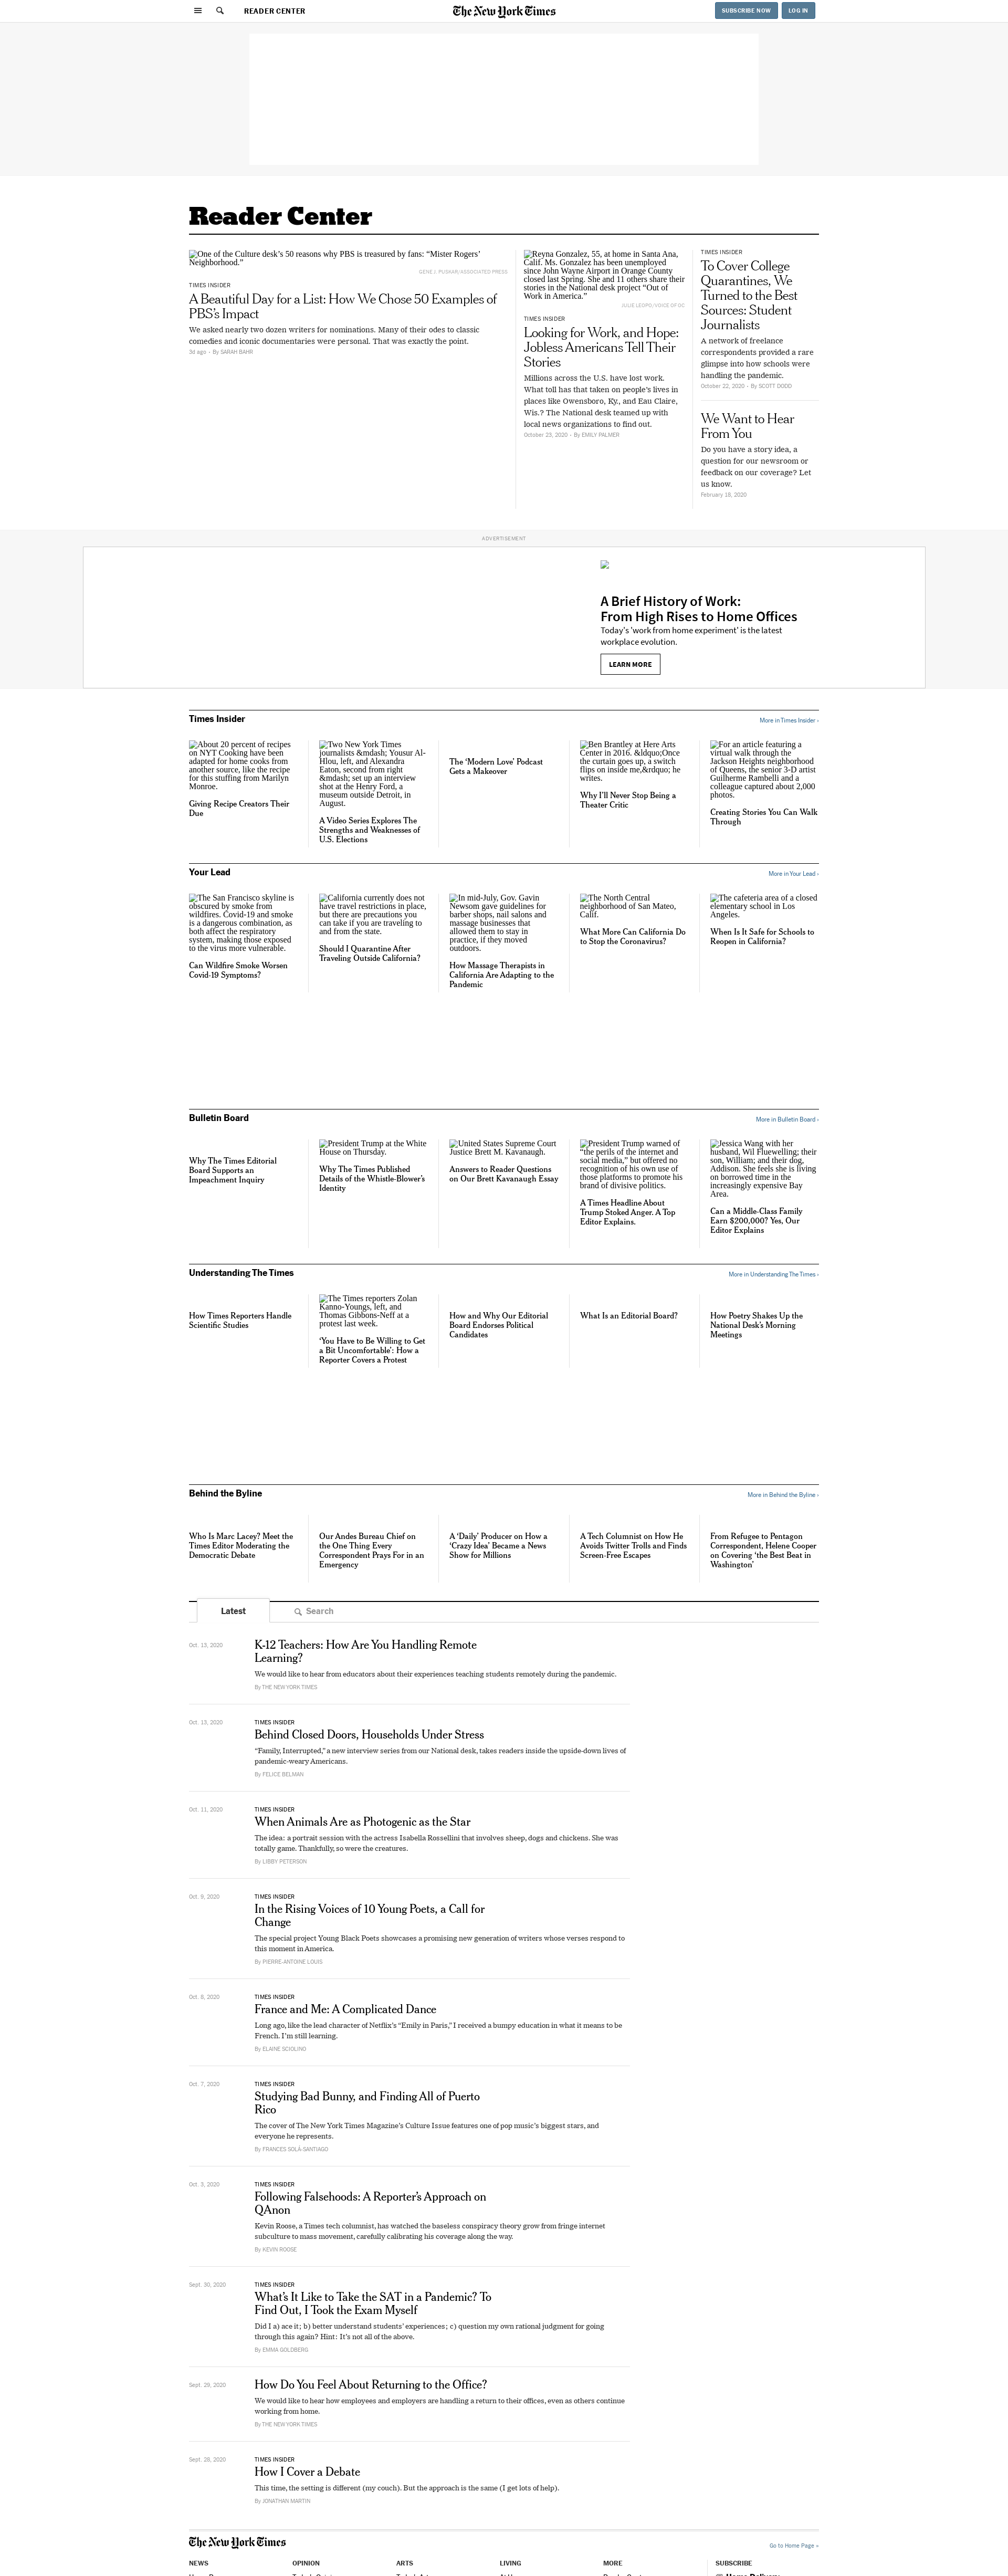 READER CENTER
The New York Times
SUBSCRIBE NOW
LOG IN
Reader Center
One of the Culture desk's 50 reasons why PBS is treasured by fans: “Mister Rogers’
Neighborhood.”
GENE J. PUSKAR/ASSOCIATED PRESS
TIMES INSIDER
A Beautiful Day for a List: How We Chose 50 Examples of
PBS’s Impact
We asked nearly two dozen writers for nominations. Many of their odes to classic
comedies and iconic documentaries were personal. That was exactly the point.
3d ago • By SARAH BAHR
Reyna Gonzalez, 55, at home in Santa Ana,
Calif. Ms. Gonzalez has been unemployed
since John Wayne Airport in Orange County
closed last Spring. She and 11 others share their
stories in the National desk project “Out of
Work in America.”
JULIE LEOPO/VOICE OF OC
TIMES INSIDER
Looking for Work, and Hope:
Jobless Americans Tell Their
Stories
Millions across the U.S. have lost work.
What toll has that taken on people’s lives in
places like Owensboro, Ky., and Eau Claire,
Wis.? The National desk teamed up with
local news organizations to find out.
October 23, 2020 • By EMILY PALMER
TIMES INSIDER
To Cover College
Quarantines, We
Turned to the Best
Sources: Student
Journalists
A network of freelance
correspondents provided a rare
glimpse into how schools were
handling the pandemic.
October 22, 2020 • By SCOTT DODD
We Want to Hear
From You
Do you have a story idea, a
question for our newsroom or
feedback on our coverage? Let
us know.
February 18, 2020
ADVERTISEMENT
A Brief History of Work:
From High Rises to Home Offices
Today's 'work from home experiment' is the latest
workplace evolution.
LEARN MORE
Times Insider
More in Times Insider ›
About 20 percent of recipes
on NYT Cooking have been
adapted for home cooks from
another source, like the recipe
for this stuffing from Marilyn
Monroe.
Giving Recipe Creators Their
Due
Two New York Times
journalists &mdash; Yousur Al-
Hlou, left, and Alexandra
Eaton, second from right
&mdash; set up an interview
shot at the Henry Ford, a
museum outside Detroit, in
August.
A Video Series Explores The
Strengths and Weaknesses of
U.S. Elections
The ‘Modern Love’ Podcast
Gets a Makeover
Ben Brantley at Here Arts
Center in 2016. &ldquo;Once
the curtain goes up, a switch
flips on inside me,&rdquo; he
writes.
Why I’ll Never Stop Being a
Theater Critic
For an article featuring a
virtual walk through the
Jackson Heights neighborhood
of Queens, the senior 3-D artist
Guilherme Rambelli and a
colleague captured about 2,000
photos.
Creating Stories You Can Walk
Through
Your Lead
More in Your Lead ›
The San Francisco skyline is
obscured by smoke from
wildfires. Covid-19 and smoke
is a dangerous combination, as
both affect the respiratory
system, making those exposed
to the virus more vulnerable.
Can Wildfire Smoke Worsen
Covid-19 Symptoms?
California currently does not
have travel restrictions in place,
but there are precautions you
can take if you are traveling to
and from the state.
Should I Quarantine After
Traveling Outside California?
In mid-July, Gov. Gavin
Newsom gave guidelines for
barber shops, nail salons and
massage businesses that
allowed them to stay in
practice, if they moved
outdoors.
How Massage Therapists in
California Are Adapting to the
Pandemic
The North Central
neighborhood of San Mateo,
Calif.
What More Can California Do
to Stop the Coronavirus?
The cafeteria area of a closed
elementary school in Los
Angeles.
When Is It Safe for Schools to
Reopen in California?
Bulletin Board
More in Bulletin Board ›
Why The Times Editorial
Board Supports an
Impeachment Inquiry
President Trump at the White
House on Thursday.
Why The Times Published
Details of the Whistle-Blower’s
Identity
United States Supreme Court
Justice Brett M. Kavanaugh.
Answers to Reader Questions
on Our Brett Kavanaugh Essay
President Trump warned of
“the perils of the internet and
social media,” but offered no
recognition of his own use of
those platforms to promote his
brand of divisive politics.
A Times Headline About
Trump Stoked Anger. A Top
Editor Explains.
Jessica Wang with her
husband, Wil Fluewelling; their
son, William; and their dog,
Addison. She feels she is living
on borrowed time in the
increasingly expensive Bay
Area.
Can a Middle-Class Family
Earn $200,000? Yes, Our
Editor Explains
Understanding The Times
More in Understanding The Times ›
How Times Reporters Handle
Scientific Studies
The Times reporters Zolan
Kanno-Youngs, left, and
Thomas Gibbons-Neff at a
protest last week.
‘You Have to Be Willing to Get
a Bit Uncomfortable’: How a
Reporter Covers a Protest
How and Why Our Editorial
Board Endorses Political
Candidates
What Is an Editorial Board?
How Poetry Shakes Up the
National Desk’s Morning
Meetings
Behind the Byline
More in Behind the Byline ›
Who Is Marc Lacey? Meet the
Times Editor Moderating the
Democratic Debate
Our Andes Bureau Chief on
the One Thing Every
Correspondent Prays For in an
Emergency
A ‘Daily’ Producer on How a
‘Crazy Idea’ Became a News
Show for Millions
A Tech Columnist on How He
Avoids Twitter Trolls and Finds
Screen-Free Escapes
From Refugee to Pentagon
Correspondent, Helene Cooper
on Covering ‘the Best Beat in
Washington’
Latest
Search
Oct. 13, 2020
K-12 Teachers: How Are You Handling Remote
Learning?
We would like to hear from educators about their experiences teaching students remotely during the pandemic.
By THE NEW YORK TIMES
Oct. 13, 2020
TIMES INSIDER
Behind Closed Doors, Households Under Stress
“Family, Interrupted,” a new interview series from our National desk, takes readers inside the upside-down lives of
pandemic-weary Americans.
By FELICE BELMAN
Oct. 11, 2020
TIMES INSIDER
When Animals Are as Photogenic as the Star
The idea: a portrait session with the actress Isabella Rossellini that involves sheep, dogs and chickens. She was
totally game. Thankfully, so were the creatures.
By LIBBY PETERSON
Oct. 9, 2020
TIMES INSIDER
In the Rising Voices of 10 Young Poets, a Call for
Change
The special project Young Black Poets showcases a promising new generation of writers whose verses respond to
this moment in America.
By PIERRE-ANTOINE LOUIS
Oct. 8, 2020
TIMES INSIDER
France and Me: A Complicated Dance
Long ago, like the lead character of Netflix’s “Emily in Paris,” I received a bumpy education in what it means to be
French. I’m still learning.
By ELAINE SCIOLINO
Oct. 7, 2020
TIMES INSIDER
Studying Bad Bunny, and Finding All of Puerto
Rico
The cover of The New York Times Magazine’s Culture Issue features one of pop music’s biggest stars, and
everyone he represents.
By FRANCES SOLÁ-SANTIAGO
Oct. 3, 2020
TIMES INSIDER
Following Falsehoods: A Reporter’s Approach on
QAnon
Kevin Roose, a Times tech columnist, has watched the baseless conspiracy theory grow from fringe internet
subculture to mass movement, carefully calibrating his coverage along the way.
By KEVIN ROOSE
Sept. 30, 2020
TIMES INSIDER
What’s It Like to Take the SAT in a Pandemic? To
Find Out, I Took the Exam Myself
Did I a) ace it; b) better understand students’ experiences; c) question my own rational judgment for going
through this again? Hint: It’s not all of the above.
By EMMA GOLDBERG
Sept. 29, 2020
How Do You Feel About Returning to the Office?
We would like to hear how employees and employers are handling a return to their offices, even as others continue
working from home.
By THE NEW YORK TIMES
Sept. 28, 2020
TIMES INSIDER
How I Cover a Debate
This time, the setting is different (my couch). But the approach is the same (I get lots of help).
By JONATHAN MARTIN
The New York Times
Go to Home Page »
NEWS
OPINION
ARTS
LIVING
MORE
SUBSCRIBE